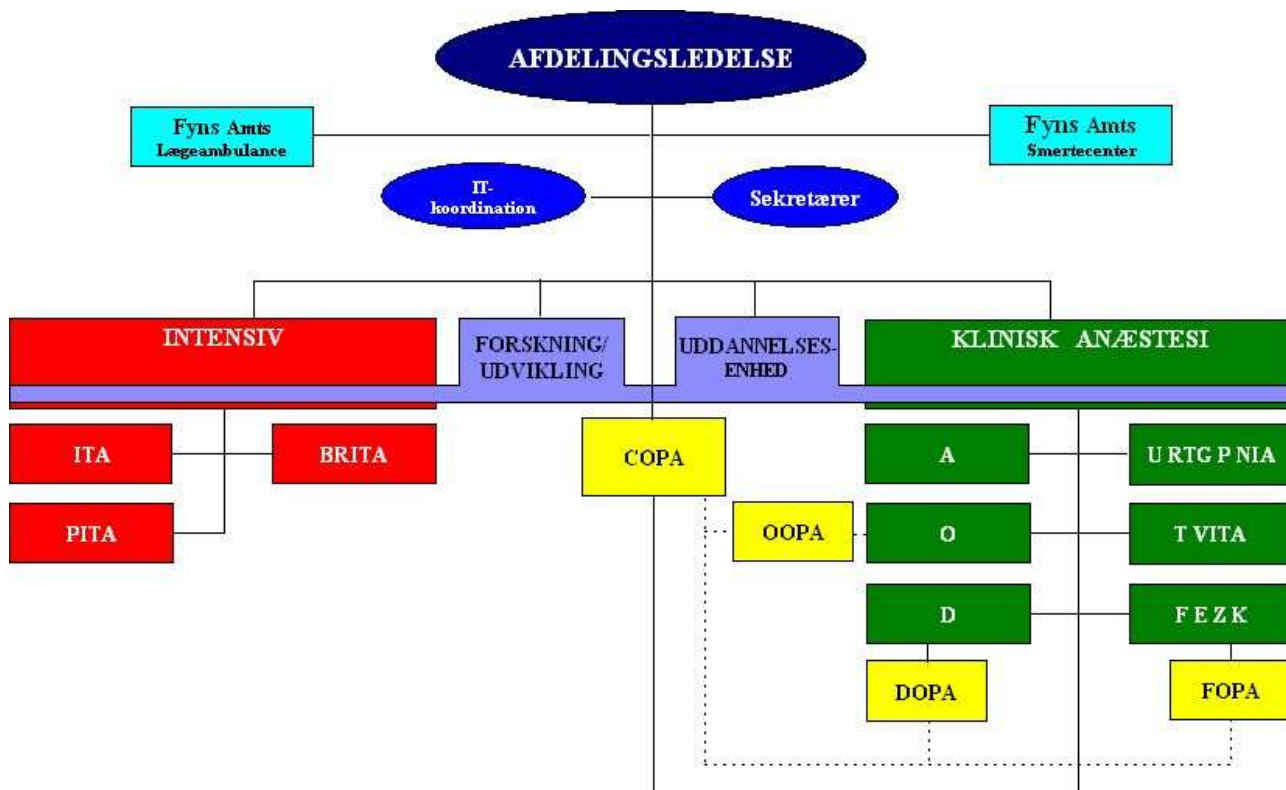 AFDELINGSLEDELSE
Fyns Amts
Lægeambulance
Fyns Amts
Smertecenter
IT-
koordination
Sekretærer
INTENSIV
FORSKNING/
UDVIKLING
UDDANNELSES-
ENHED
KLINISK ANÆSTESI
ITA
BRITA
COPA
A
U RTG P NIA
PITA
OOPA
O
T VITA
D
F E Z K
DOPA
FOPA